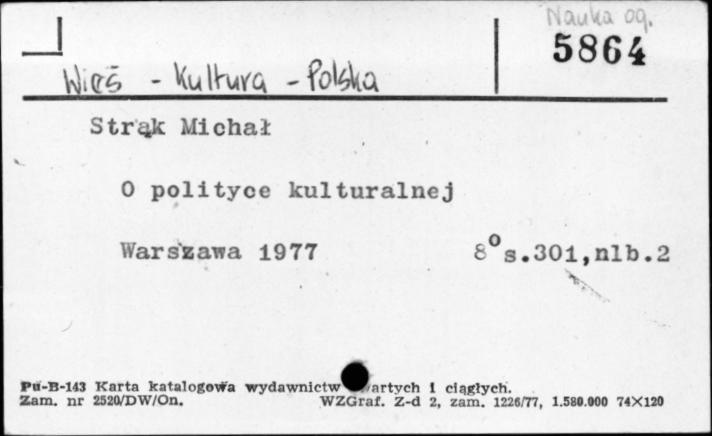 Nauka og.
5864
Wieś - Kultura - Polska
Strąk Michał
O polityce kulturalnej
Warszawa 1977 8° s.301,nlb.2
Pu-B-143 Karta katalogowa wydawnictw artych i ciągłych.
Zam. nr 2520/DW/On. WZGraf. Z-d 2, zam. 1226/77, 1.580.000 74X120